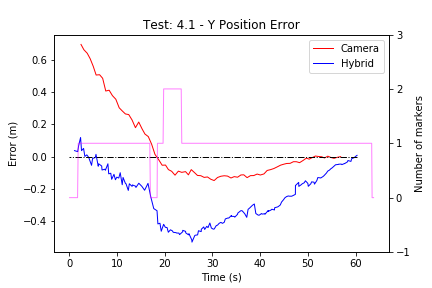 Test: 4.1 - Y Position Error
Camera
Hybrid
Error (m)
0.6
0.4
0.2
0.0
−0.2
−0.4
3
2
1
0
−1
Number of markers
0 10 20 30 40 50 60
Time (s)